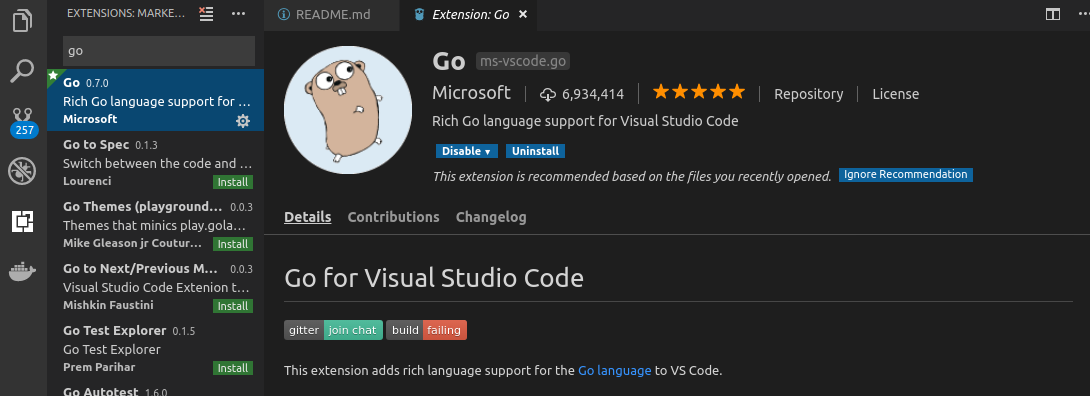 EXTENSIONS: MARKE...
go
Go 0.7.0
Rich Go language support for ...
Microsoft
257
Go to Spec 0.1.3
Switch between the code and ...
Lourenci Install
Go Themes (playground... 0.0.3
Themes that minics play.gola...
Mike Gleason jr Coutur... Install
Go to Next/Previous M... 0.0.3
Visual Studio Code Extenion t...
Mishkin Faustini Install
Go Test Explorer 0.1.5
Go Test Explorer
Prem Parihar Install
Go Autotest 1.6.0
README.md Extension: Go
Go ms-vscode.go
Microsoft 6,934,414 Repository License
Rich Go language support for Visual Studio Code
Disable Uninstall
This extension is recommended based on the files you recently opened. Ignore Recommendation
Details Contributions Changelog
Go for Visual Studio Code
gitter join chat build failing
This extension adds rich language support for the Go language to VS Code.